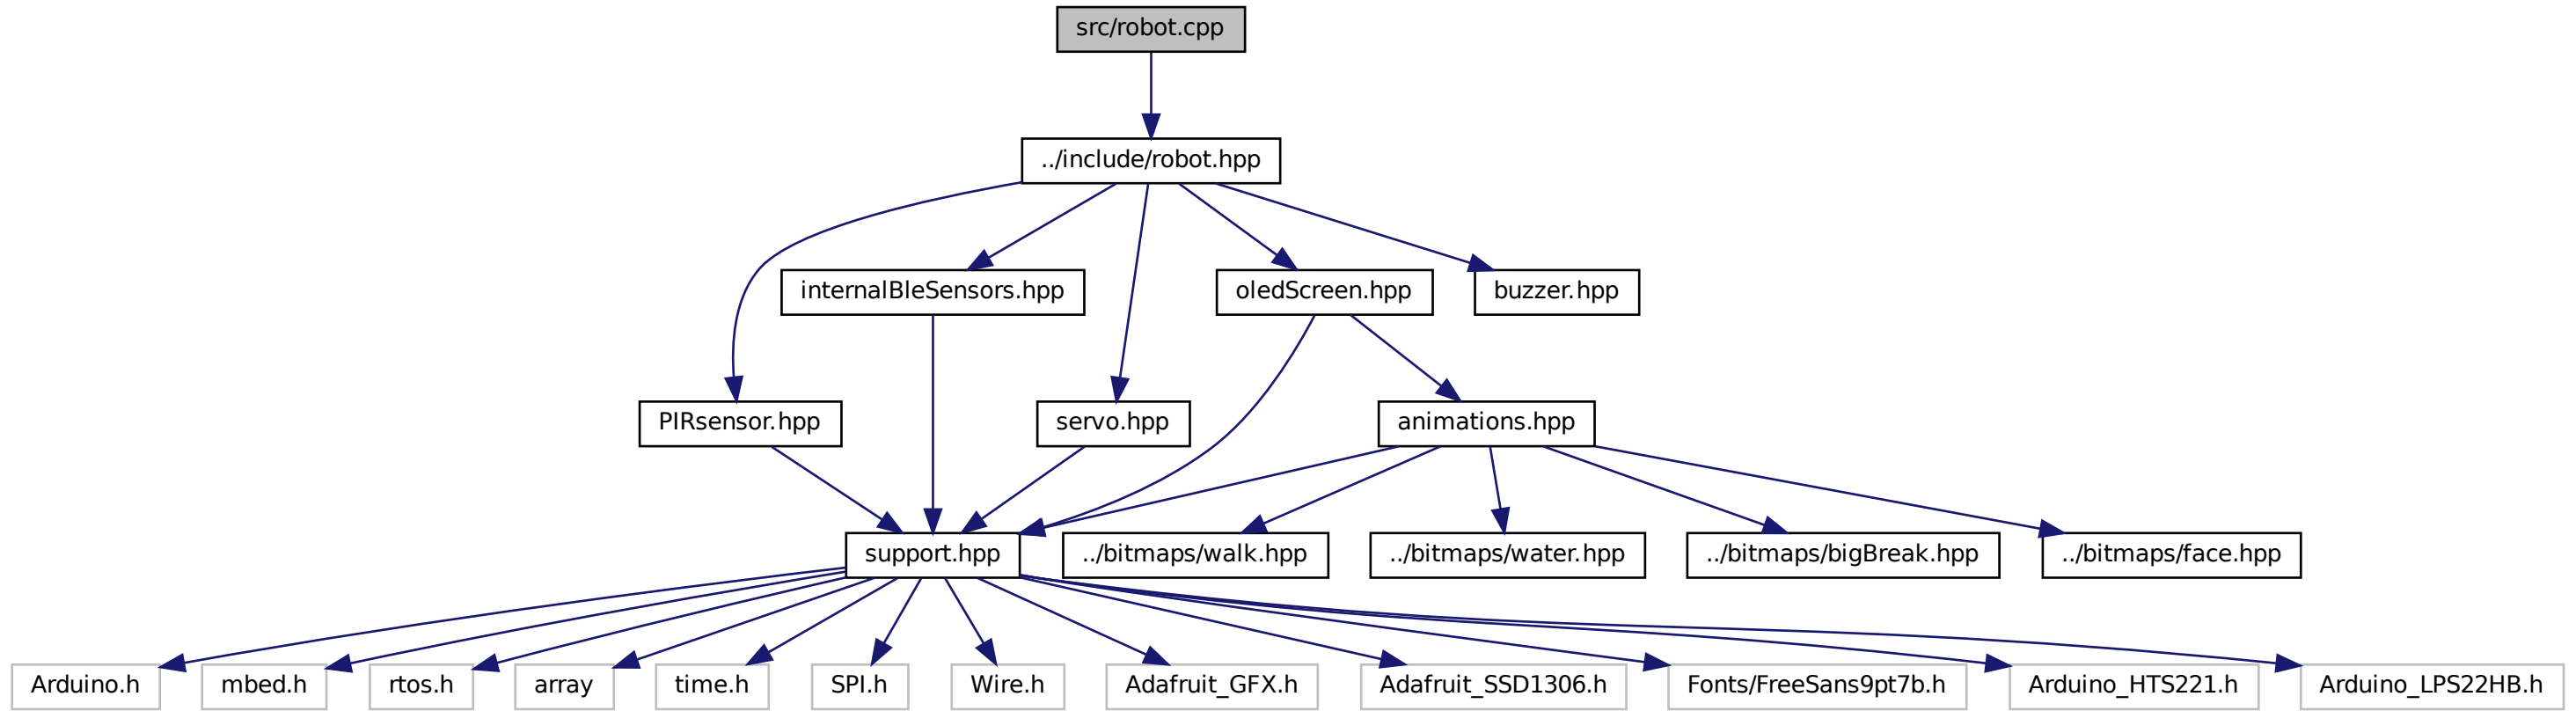 src/robot.cpp
../include/robot.hpp
internalBleSensors.hpp
oledScreen.hpp
buzzer.hpp
PIRsensor.hpp
servo.hpp
animations.hpp
support.hpp
../bitmaps/walk.hpp
../bitmaps/water.hpp
../bitmaps/bigBreak.hpp
../bitmaps/face.hpp
Arduino.h
mbed.h
rtos.h
array
time.h
SPI.h
Wire.h
Adafruit_GFX.h
Adafruit_SSD1306.h
Fonts/FreeSans9pt7b.h
Arduino_HTS221.h
Arduino_LPS22HB.h